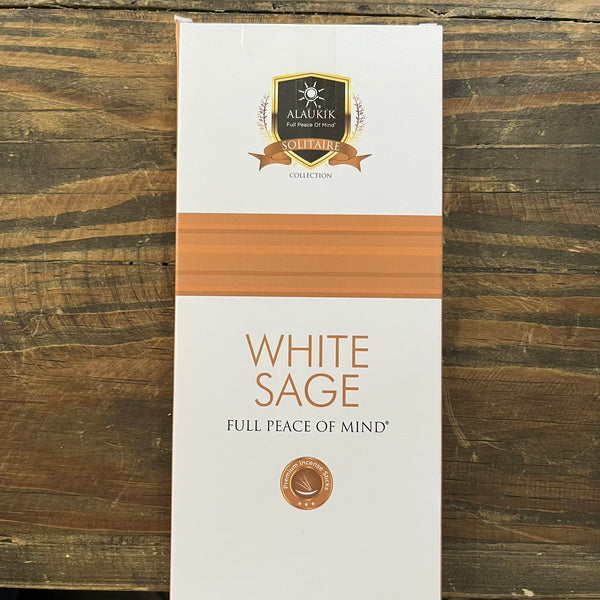 ALAUKIK
Full Peace Of Mind®
SOLITAIRE
COLLECTION
WHITE
SAGE
FULL PEACE OF MIND®
Premium Incense Sticks